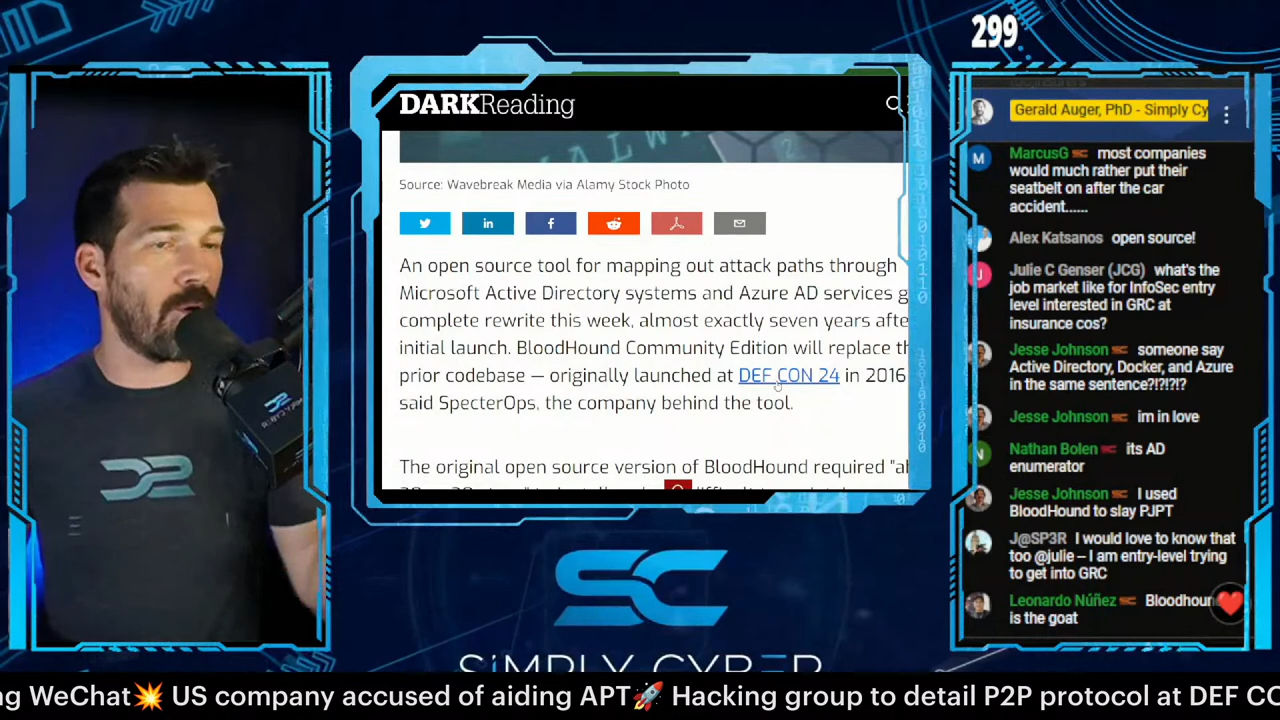 299
DARKReading
Source: Wavebreak Media via Alamy Stock Photo
An open source tool for mapping out attack paths through
Microsoft Active Directory systems and Azure AD services g
complete rewrite this week, almost exactly seven years afte
initial launch. BloodHound Community Edition will replace th
prior codebase — originally launched at DEF CON 24 in 2016
said SpecterOps, the company behind the tool.
The original open source version of BloodHound required "a
Gerald Auger, PhD - Simply Cy
MarcusG most companies
would much rather put their
seatbelt on after the car
accident......
Alex Katsanos open source!
Julie C Genser (JCG) what's the
job market like for InfoSec entry
level interested in GRC at
insurance cos?
Jesse Johnson someone say
Active Directory, Docker, and Azure
in the same sentence?!?!?!?
Jesse Johnson im in love
Nathan Bolen its AD
enumerator
Jesse Johnson I used
BloodHound to slay PJPT
J@SP3R I would love to know that
too @julie – I am entry-level trying
to get into GRC
Leonardo Núñez Bloodhoun
is the goat
SC
SIMPLY CYBER
ng WeChat💥 US company accused of aiding APT🚀 Hacking group to detail P2P protocol at DEF CO